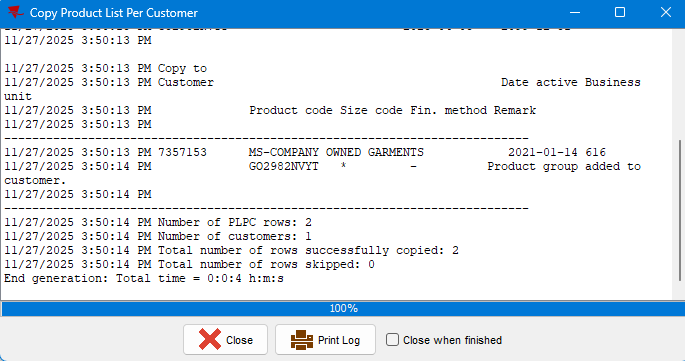 Copy Product List Per Customer
11/27/2025 3:50:13 PM
11/27/2025 3:50:13 PM Copy to
11/27/2025 3:50:13 PM Customer Date active Business
unit
11/27/2025 3:50:13 PM Product code Size code Fin. method Remark
11/27/2025 3:50:13 PM
---------------------------------------------------------------------------
11/27/2025 3:50:13 PM 7357153 MS-COMPANY OWNED GARMENTS 2021-01-14 616
11/27/2025 3:50:14 PM GO2982NVYT * - Product group added to
customer.
11/27/2025 3:50:14 PM
---------------------------------------------------------------------------
11/27/2025 3:50:14 PM Number of PLPC rows: 2
11/27/2025 3:50:14 PM Number of customers: 1
11/27/2025 3:50:14 PM Total number of rows successfully copied: 2
11/27/2025 3:50:14 PM Total number of rows skipped: 0
End generation: Total time = 0:0:4 h:m:s
100%
Close
Print Log
Close when finished